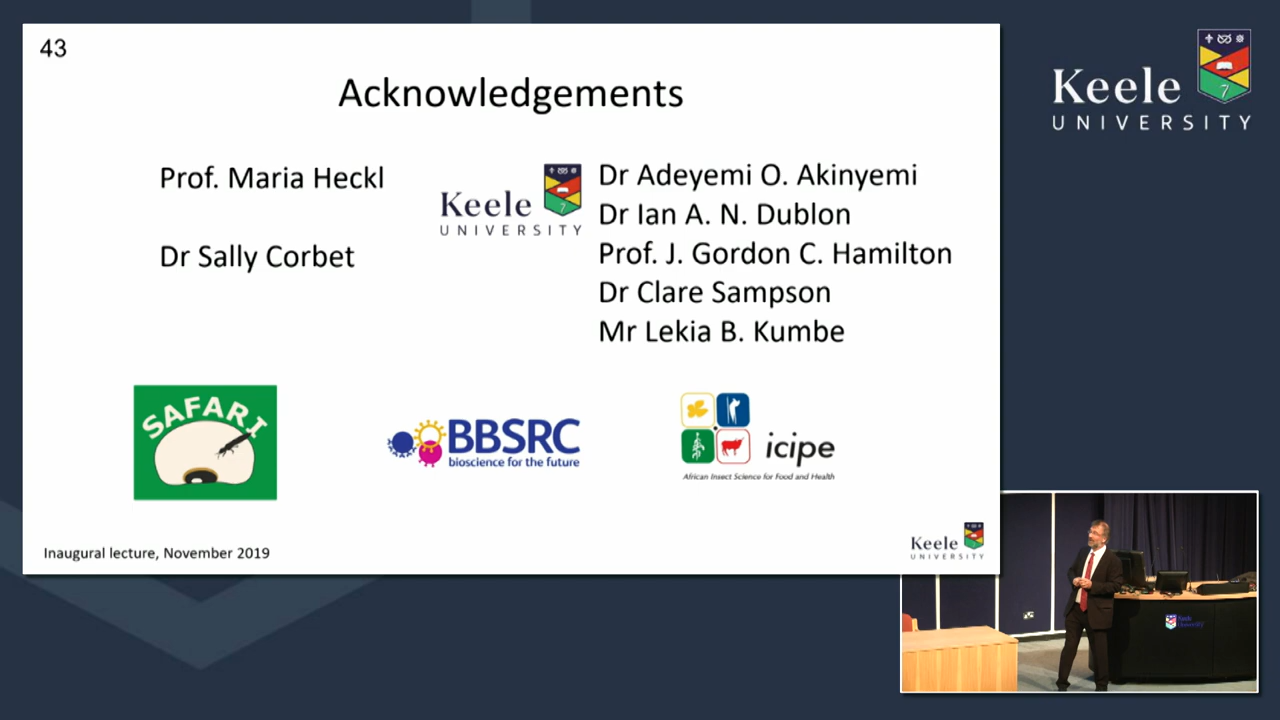 43
Acknowledgements
Prof. Maria Heckl
Dr Sally Corbet
Keele
UNIVERSITY
Dr Adeyemi O. Akinyemi
Dr Ian A. N. Dublon
Prof. J. Gordon C. Hamilton
Dr Clare Sampson
Mr Lekia B. Kumbe
SAFARI
BBSRC
bioscience for the future
icipe
African Insect Science for Food and Health
Inaugural lecture, November 2019
Keele
UNIVERSITY
Keele
UNIVERSITY
Keele
University